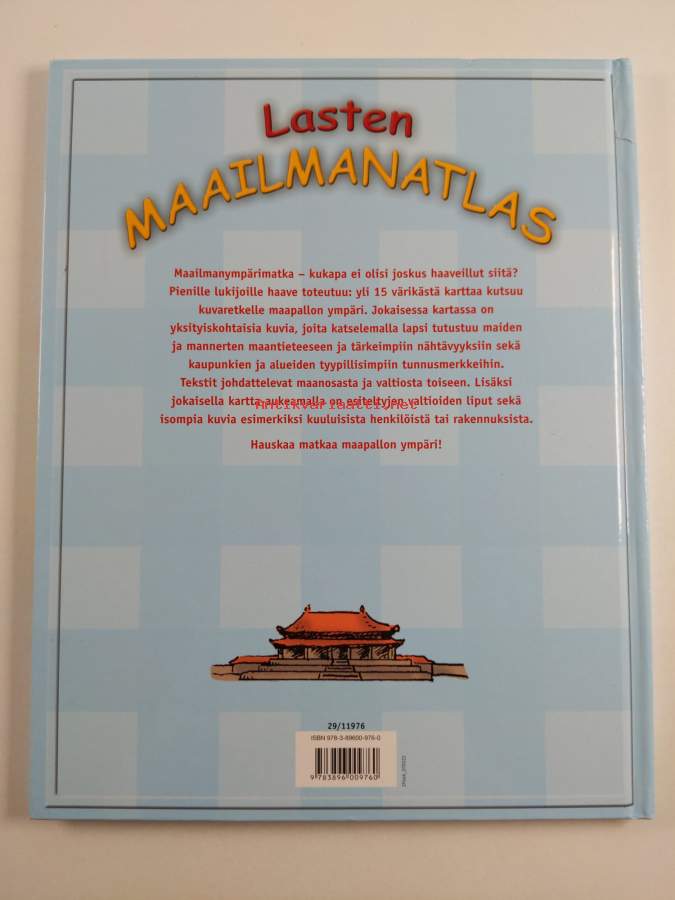 Lasten
MAAILMANATLAS
Maailmanympärimatka – kukapa ei olisi joskus haaveillut siitä?
Pienille lukijoille haave toteutuu: yli 15 värikästä karttaa kutsuu
kuvaretkelle maapallon ympäri. Jokaisessa kartassa on
yksityiskohtaisia kuvia, joita katselemalla lapsi tutustuu maiden
ja mannerten maantieteeseen ja tärkeimpiin nähtävyyksiin sekä
kaupunkien ja alueiden tyypillisimpiin tunnusmerkkeihin.
Tekstit johdattelevat maanosasta ja valtiosta toiseen. Lisäksi
jokaisella kartta-aukeamalla on esiteltyjen valtioiden liput sekä
Antikvariaatti.net
isompia kuvia esimerkiksi kuuluisista henkilöistä tai rakennuksista.
Hauskaa matkaa maapallon ympäri!
29/11976
ISBN 978-3-89600-976-0
9 783896 009760